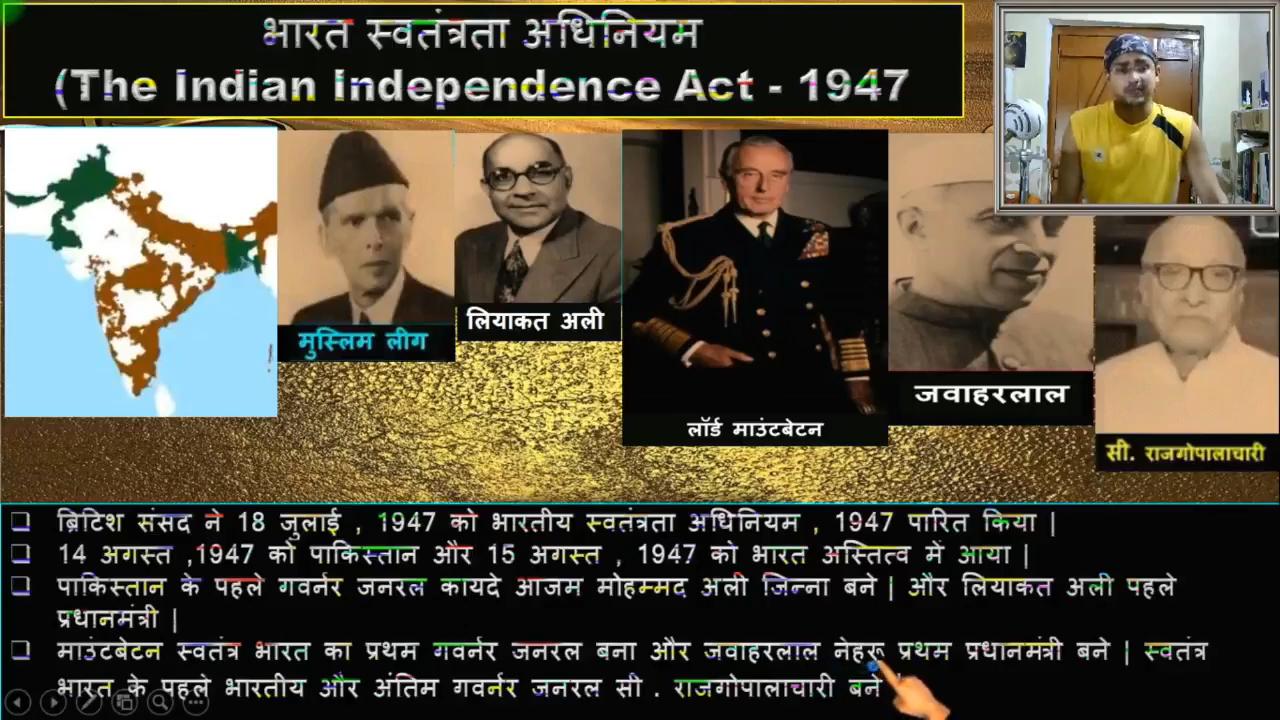 भारत स्वतंत्रता अधिनियम
(The Indian Independence Act - 1947
मुस्लिम लीग
लियाकत अली
लॉर्ड माउंटबेटन
जवाहरलाल
सी. राजगोपालाचारी
ब्रिटिश संसद ने 18 जुलाई , 1947 को भारतीय स्वतंत्रता अधिनियम , 1947 पारित किया |
14 अगस्त ,1947 को पाकिस्तान और 15 अगस्त , 1947 को भारत अस्तित्व में आया |
पाकिस्तान के पहले गवर्नर जनरल कायदे आजम मोहम्मद अली जिन्ना बने | और लियाकत अली पहले
प्रधानमंत्री |
माउंटबेटन स्वतंत्र भारत का प्रथम गवर्नर जनरल बना और जवाहरलाल नेहरू प्रथम प्रधानमंत्री बने | स्वतंत्र
भारत के पहले भारतीय और अंतिम गवर्नर जनरल सी . राजगोपालाचारी बने |